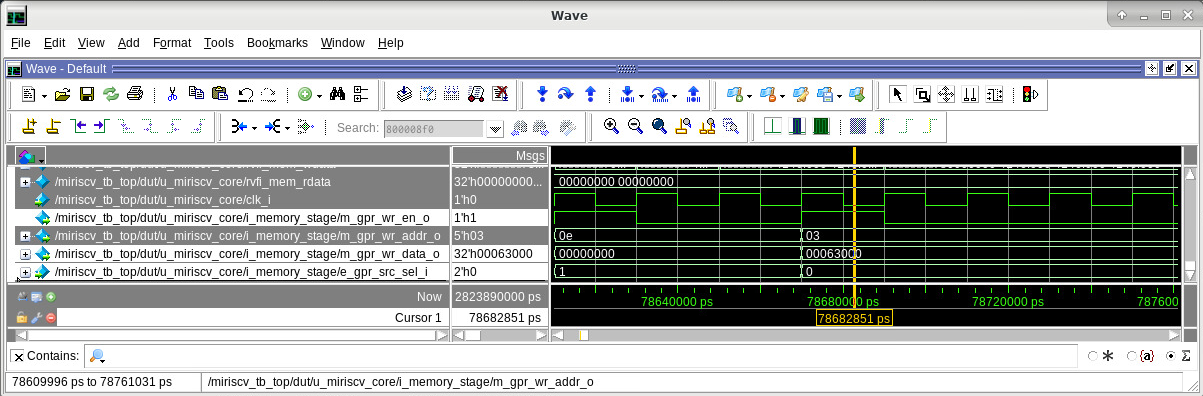 Wave
File Edit View Add Format Tools Bookmarks Window Help
Wave - Default
Search: 800008f0
Msgs
/miriscv_tb_top/dut/u_miriscv_core/rvfi_mem_rdata 32'h00000000... 00000000 00000000
/miriscv_tb_top/dut/u_miriscv_core/clk_i 1'h0
/miriscv_tb_top/dut/u_miriscv_core/i_memory_stage/m_gpr_wr_en_o 1'h1
/miriscv_tb_top/dut/u_miriscv_core/i_memory_stage/m_gpr_wr_addr_o 5'h03 0e 03
/miriscv_tb_top/dut/u_miriscv_core/i_memory_stage/m_gpr_wr_data_o 32'h00063000 00000000 00063000
/miriscv_tb_top/dut/u_miriscv_core/i_memory_stage/e_gpr_src_sel_i 2'h0 1 0
Now 2823890000 ps 78640000 ps 78680000 ps 78720000 ps 787600
Cursor 1 78682851 ps 78682851 ps
Contains: * {a} Σ
78609996 ps to 78761031 ps /miriscv_tb_top/dut/u_miriscv_core/i_memory_stage/m_gpr_wr_addr_o